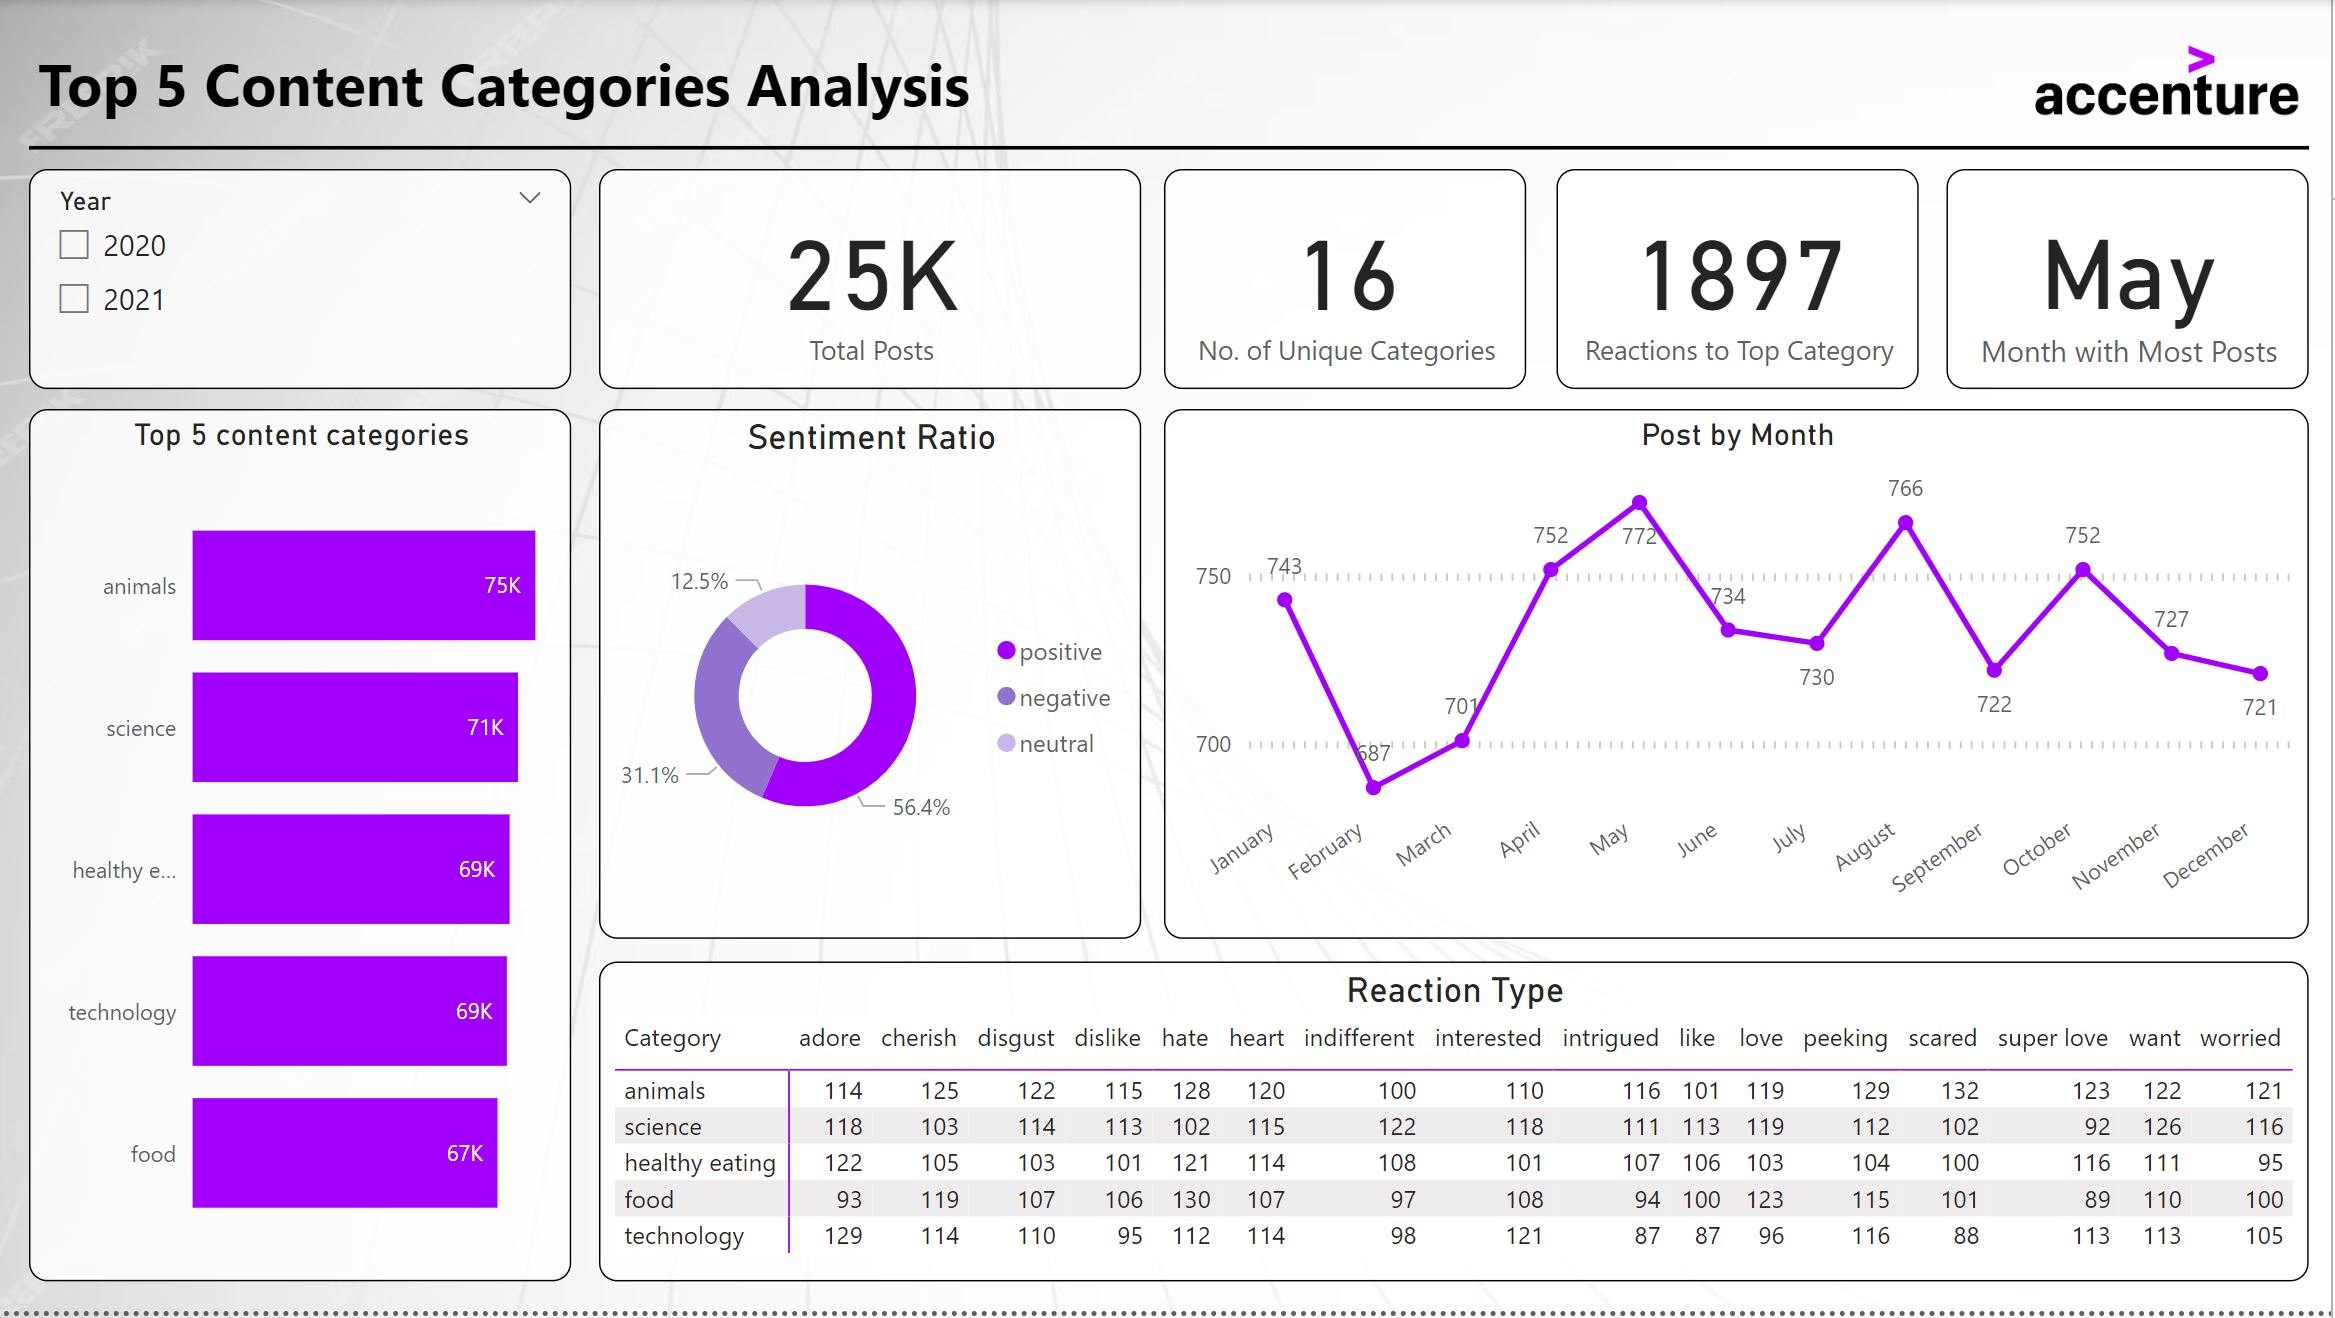 Top 5 Content Categories Analysis
accenture
Year
2020
2021
25K
Total Posts
16
No. of Unique Categories
1897
Reactions to Top Category
May
Month with Most Posts
Top 5 content categories
animals 75K
science 71K
healthy e... 69K
technology 69K
food 67K
Sentiment Ratio
12.5%
31.1%
56.4%
positive
negative
neutral
Post by Month
750
700
743
687
701
752
772
734
730
766
722
752
727
721
January
February
March
April
May
June
July
August
September
October
November
December
Reaction Type
Category adore cherish disgust dislike hate heart indifferent interested intrigued like love peeking scared super love want worried
animals 114 125 122 115 128 120 100 110 116 101 119 129 132 123 122 121
science 118 103 114 113 102 115 122 118 111 113 119 112 102 92 126 116
healthy eating 122 105 103 101 121 114 108 101 107 106 103 104 100 116 111 95
food 93 119 107 106 130 107 97 108 94 100 123 115 101 89 110 100
technology 129 114 110 95 112 114 98 121 87 87 96 116 88 113 113 105